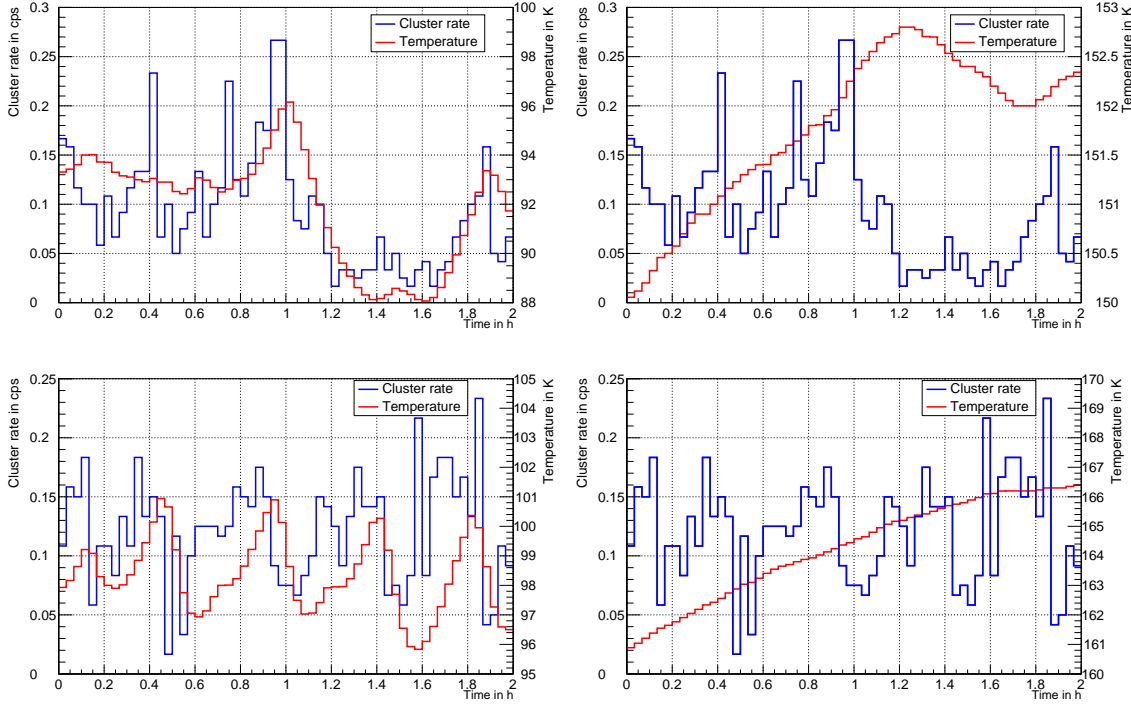 Cluster rate in cps
0.3
0.25
0.2
0.15
0.1
0.05
0
0 0.2 0.4 0.6 0.8 1 1.2 1.4 1.6 1.8 2
Time in h
100
98
96
94
92
90
88
Temperature in K
Cluster rate
Temperature
Cluster rate in cps
0.3
0.25
0.2
0.15
0.1
0.05
0
0 0.2 0.4 0.6 0.8 1 1.2 1.4 1.6 1.8 2
Time in h
153
152.5
152
151.5
151
150.5
150
Temperature in K
Cluster rate
Temperature
Cluster rate in cps
0.25
0.2
0.15
0.1
0.05
0
0 0.2 0.4 0.6 0.8 1 1.2 1.4 1.6 1.8 2
Time in h
105
104
103
102
101
100
99
98
97
96
95
Temperature in K
Cluster rate
Temperature
Cluster rate in cps
0.25
0.2
0.15
0.1
0.05
0
0 0.2 0.4 0.6 0.8 1 1.2 1.4 1.6 1.8 2
Time in h
170
169
168
167
166
165
164
163
162
161
160
Temperature in K
Cluster rate
Temperature